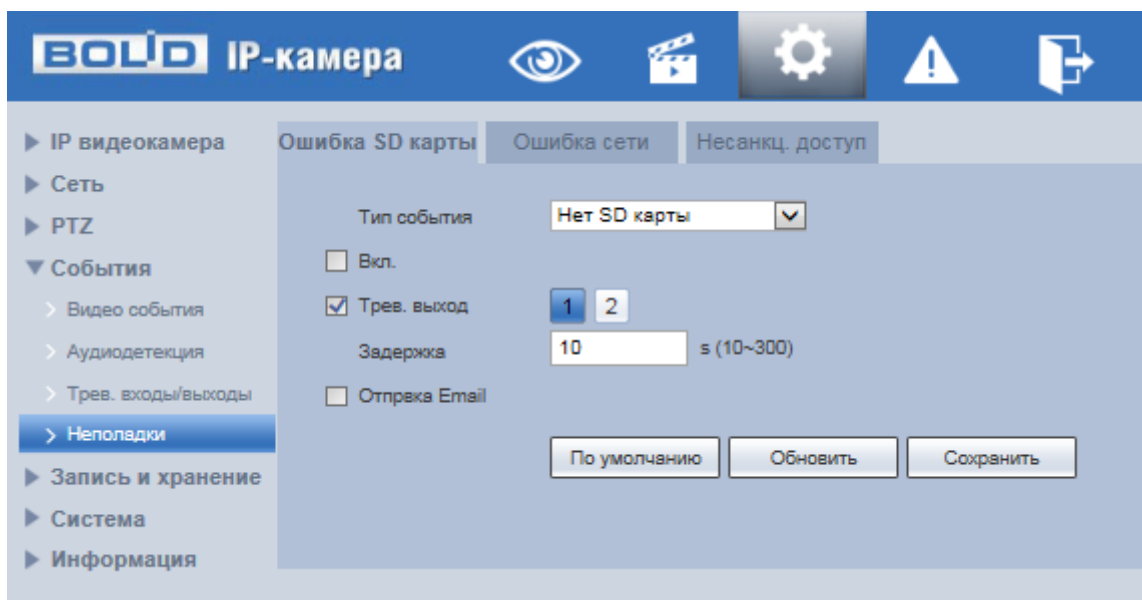 BOLID IP-камера
IP видеокамера
Сеть
PTZ
События
Видео события
Аудиодетекция
Трев. входы/выходы
Неполадки
Запись и хранение
Система
Информация
Ошибка SD карты Ошибка сети Несанкц. доступ
Тип события Нет SD карты
Вкл.
Трев. выход 1 2
Задержка 10 s (10~300)
Отпрвка Email
По умолчанию Обновить Сохранить